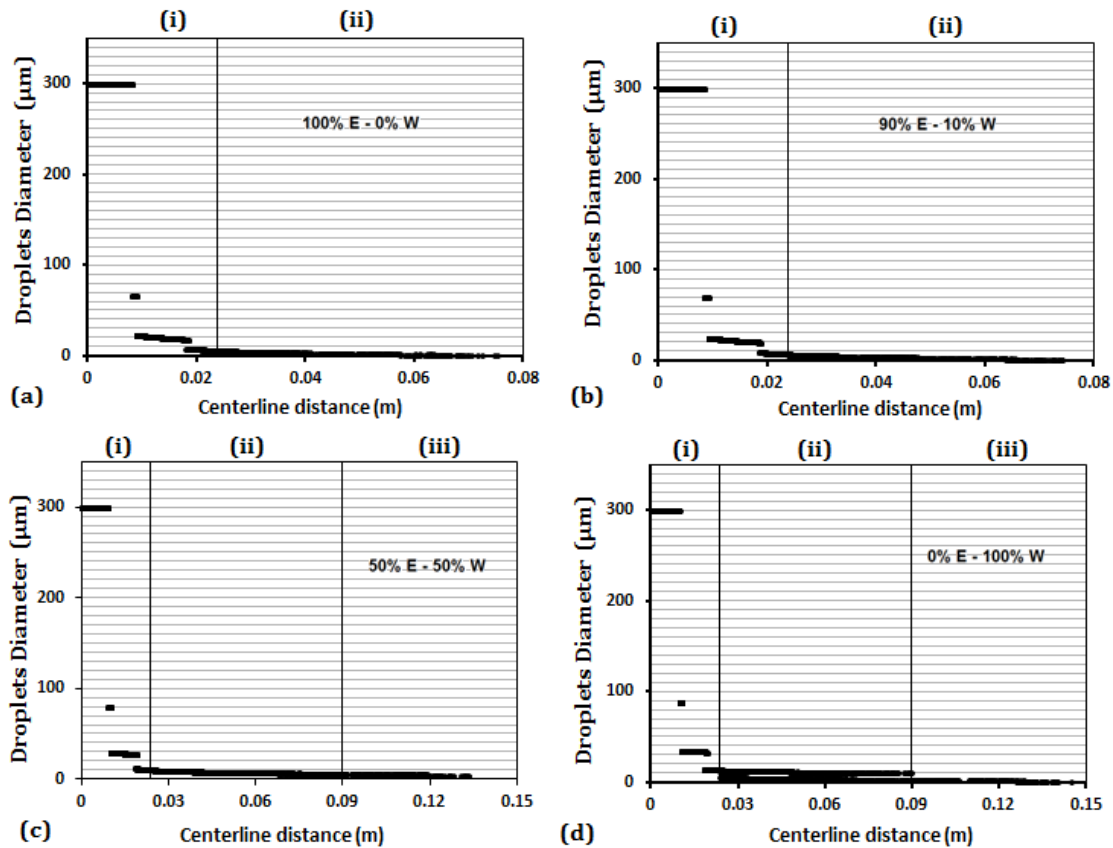 (i) (ii)
300
200
100
0
Droplets Diameter (µm)
100% E - 0% W
0 0.02 0.04 0.06 0.08
Centerline distance (m)
(a)
(i) (ii)
300
200
100
0
Droplets Diameter (µm)
90% E - 10% W
0 0.02 0.04 0.06 0.08
Centerline distance (m)
(b)
(i) (ii) (iii)
300
200
100
0
Droplets Diameter (µm)
50% E - 50% W
0 0.03 0.06 0.09 0.12 0.15
Centerline distance (m)
(c)
(i) (ii) (iii)
300
200
100
0
Droplets Diameter (µm)
0% E - 100% W
0 0.03 0.06 0.09 0.12 0.15
Centerline distance (m)
(d)